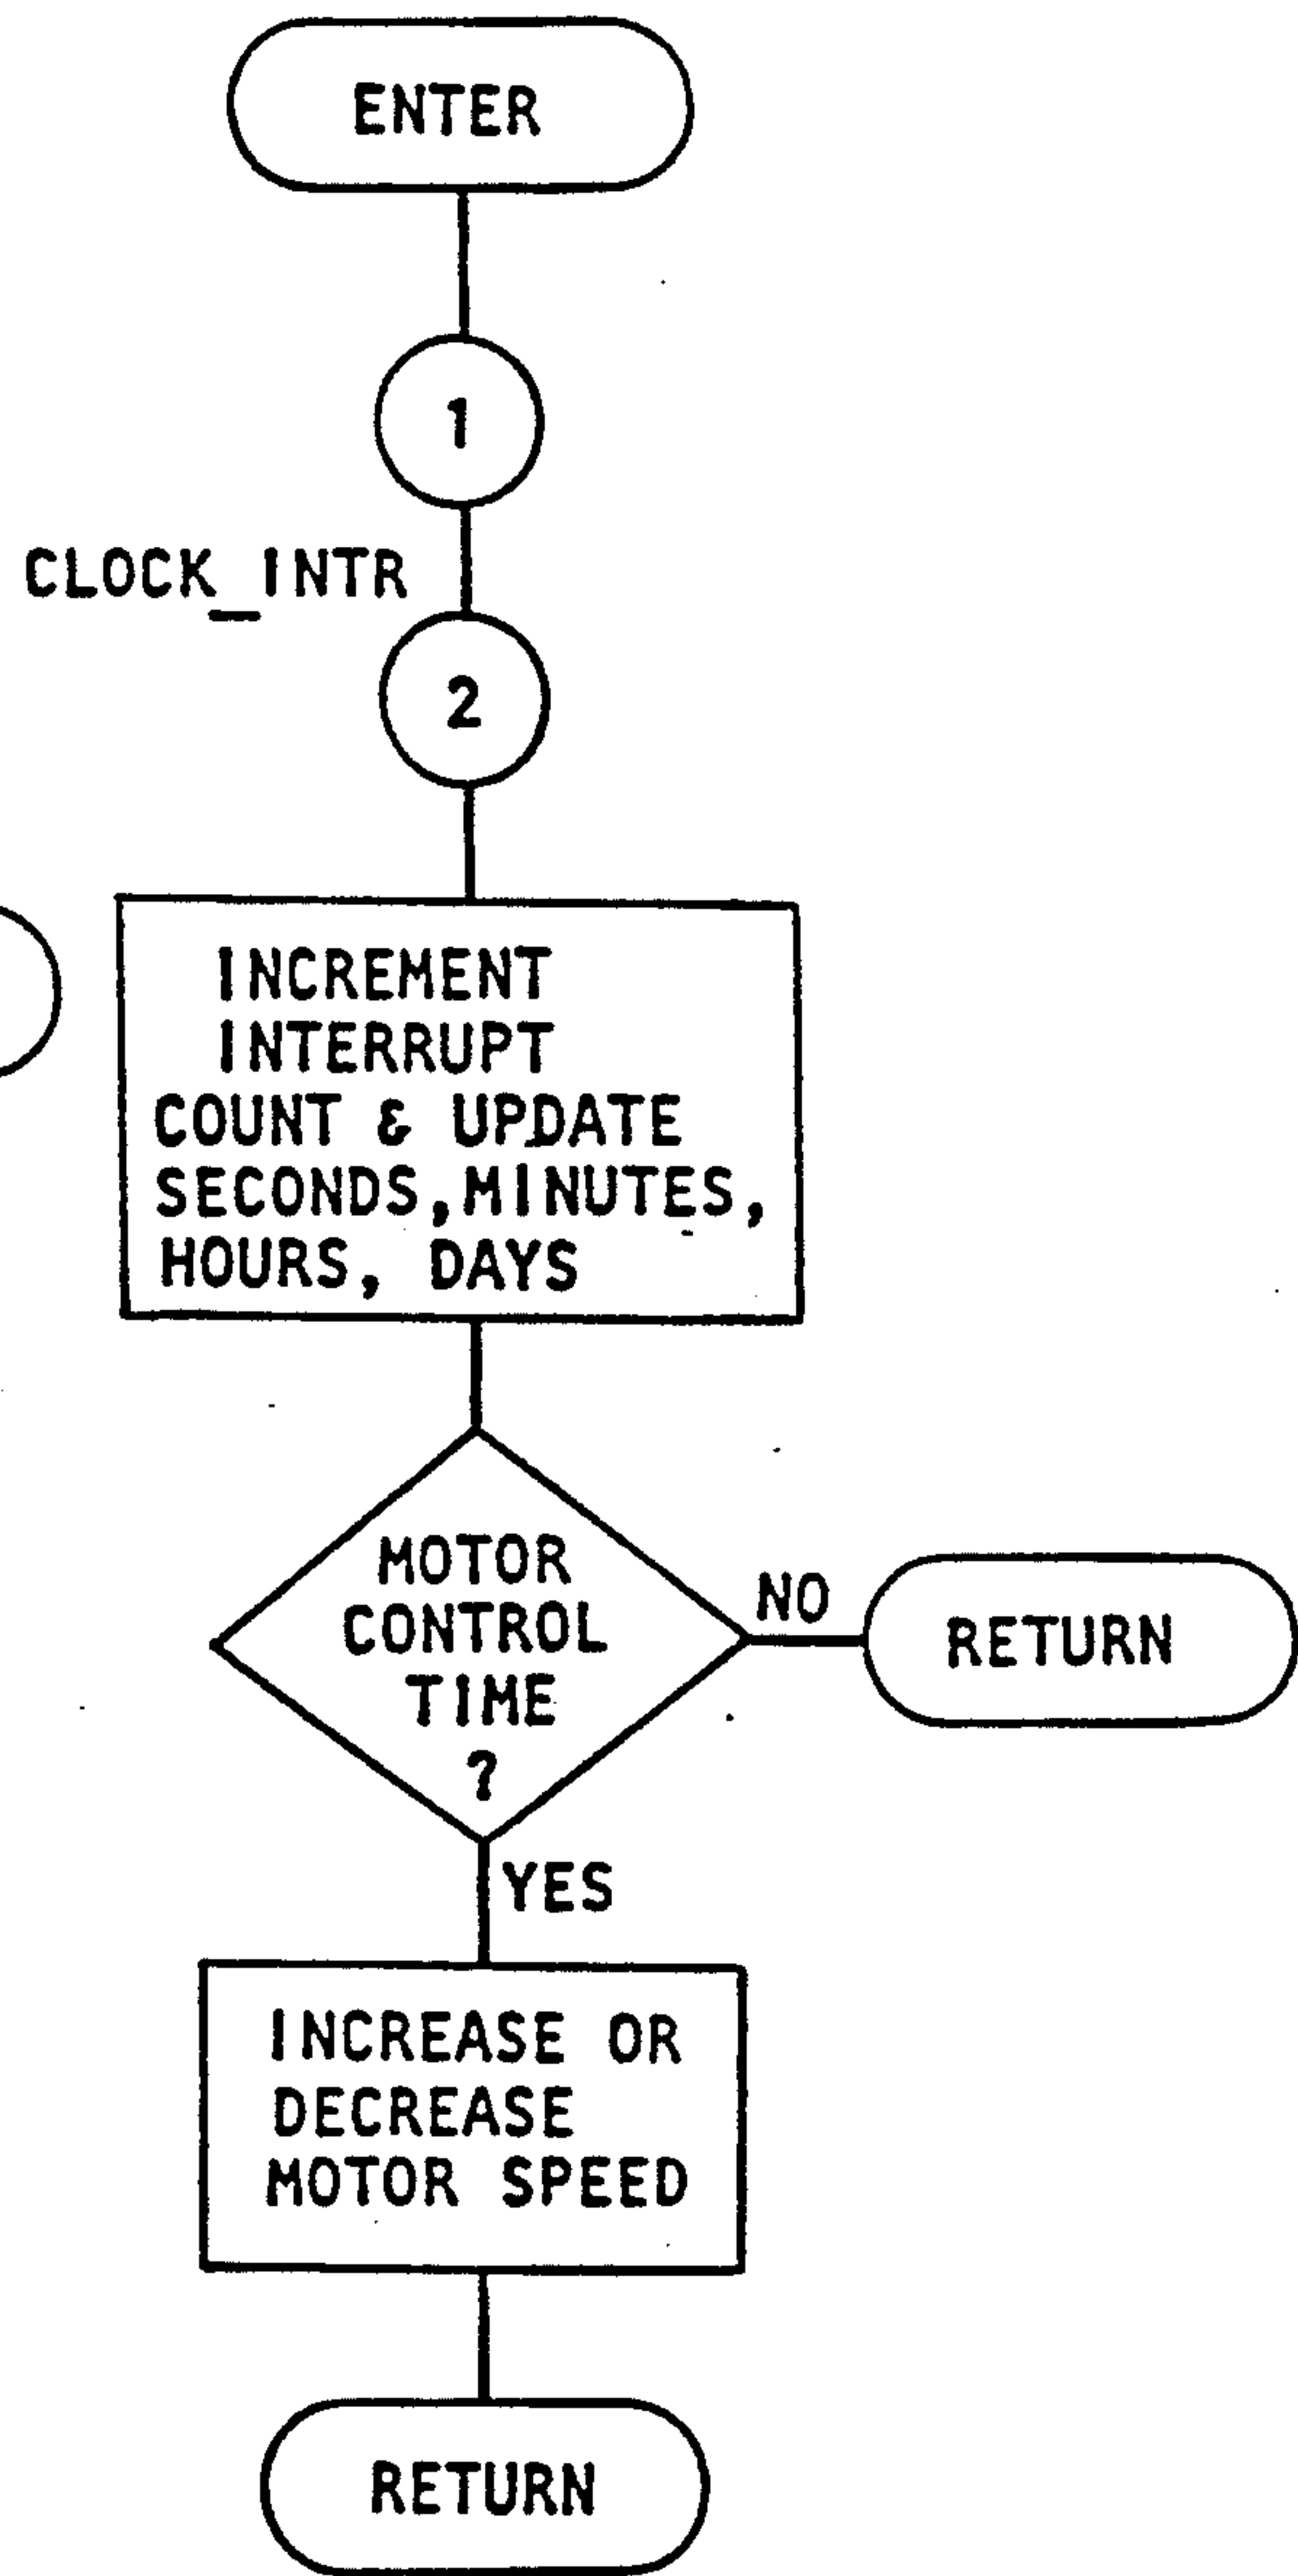 ENTER
1
CLOCK_INTR
2
INCREMENT
INTERRUPT
COUNT & UPDATE
SECONDS, MINUTES,
HOURS, DAYS
MOTOR
CONTROL
TIME
?
NO
RETURN
YES
INCREASE OR
DECREASE
MOTOR SPEED
RETURN